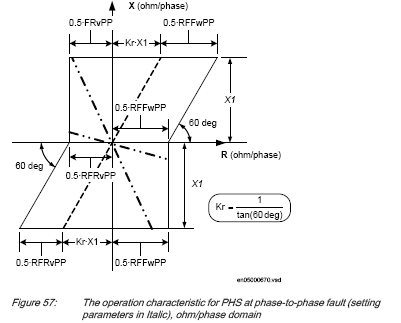 X (ohm/phase)
0.5·FRvPP
0.5·RFFwPP
Kr·X1
0.5·RFFwPP
X1
60 deg
60 deg
R (ohm/phase)
0.5·RFRvPP
X1
Kr = 1
tan(60 deg)
Kr·X1
0.5·RFRvPP
0.5·RFFwPP
en05000670.vsd
Figure 57: The operation characteristic for PHS at phase-to-phase fault (setting
parameters in Italic), ohm/phase domain